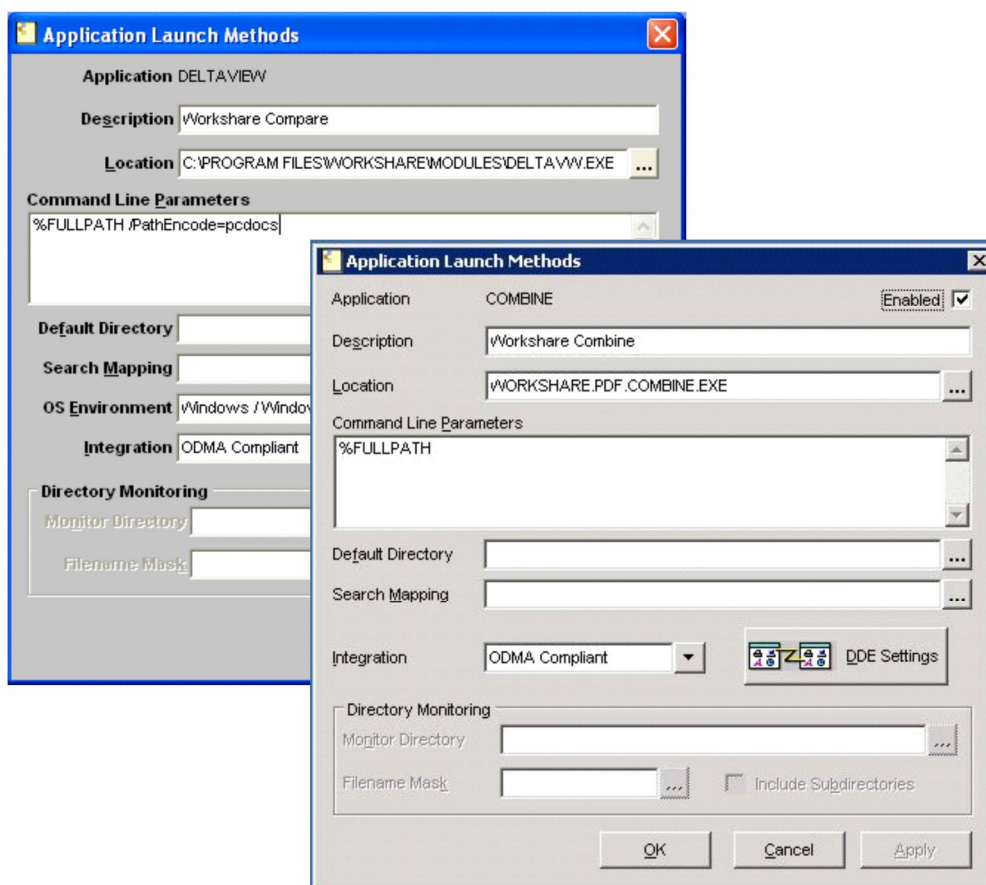 Application Launch Methods
Application DELTAVIEW
Description Workshare Compare
Location C:\PROGRAM FILES\WORKSHARE\MODULES\DELTAVW.EXE ...
Command Line Parameters
%FULLPATH /PathEncode=pcdocs
Default Directory
Search Mapping
OS Environment Windows / Window
Integration ODMA Compliant
Directory Monitoring
Monitor Directory
Filename Mask
Application Launch Methods
Application COMBINE Enabled
Description Workshare Combine
Location WORKSHARE.PDF.COMBINE.EXE ...
Command Line Parameters
%FULLPATH
Default Directory ...
Search Mapping ...
Integration ODMA Compliant DDE Settings
Directory Monitoring
Monitor Directory ...
Filename Mask ... Include Subdirectories
OK Cancel Apply